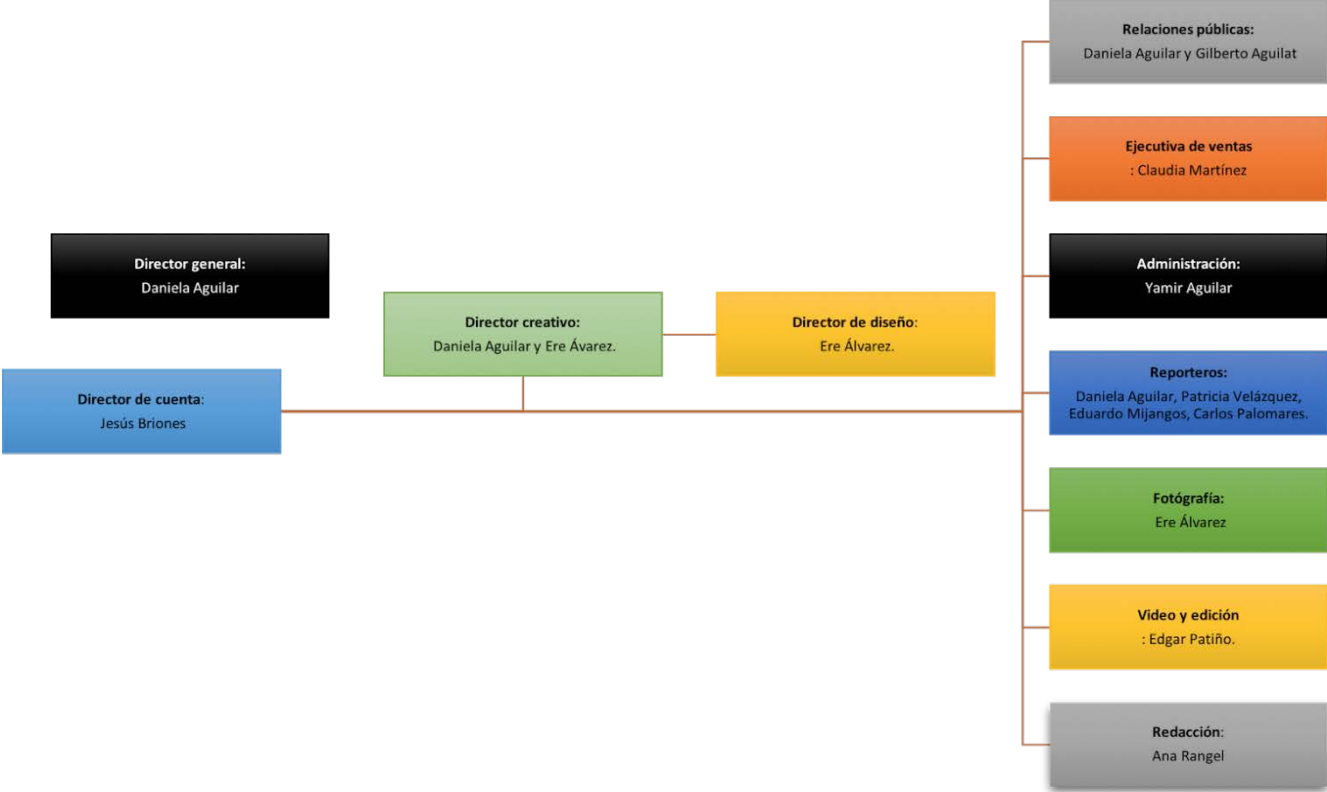 Relaciones públicas:
Daniela Aguilar y Gilberto Aguilat
Ejecutiva de ventas
: Claudia Martínez
Director general:
Daniela Aguilar
Administración:
Yamir Aguilar
Director creativo:
Daniela Aguilar y Ere Ávarez.
Director de diseño:
Ere Álvarez.
Director de cuenta:
Jesús Briones
Reporteros:
Daniela Aguilar, Patricia Velázquez,
Eduardo Mijangos, Carlos Palomares.
Fotógrafía:
Ere Álvarez
Video y edición
: Edgar Patiño.
Redacción:
Ana Rangel